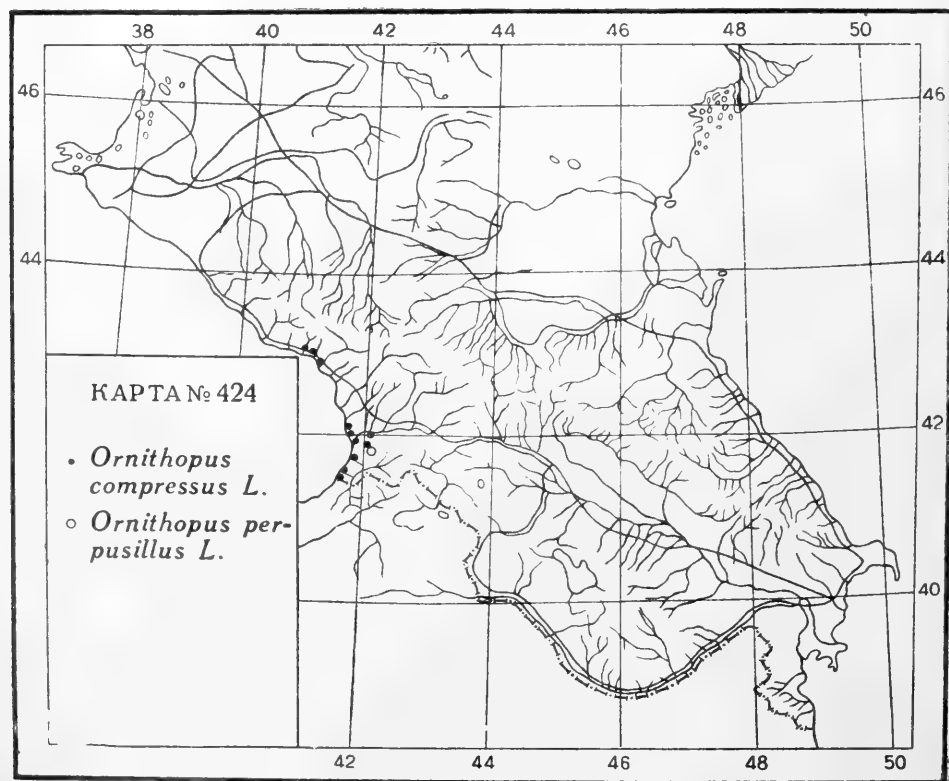 38 40 42 44 46 48 50
46 46
44 44
КАРТА № 424
42
• Ornithopus
compressus L.
○ Ornithopus per-
pusillus L.
40
42 44 46 48 50